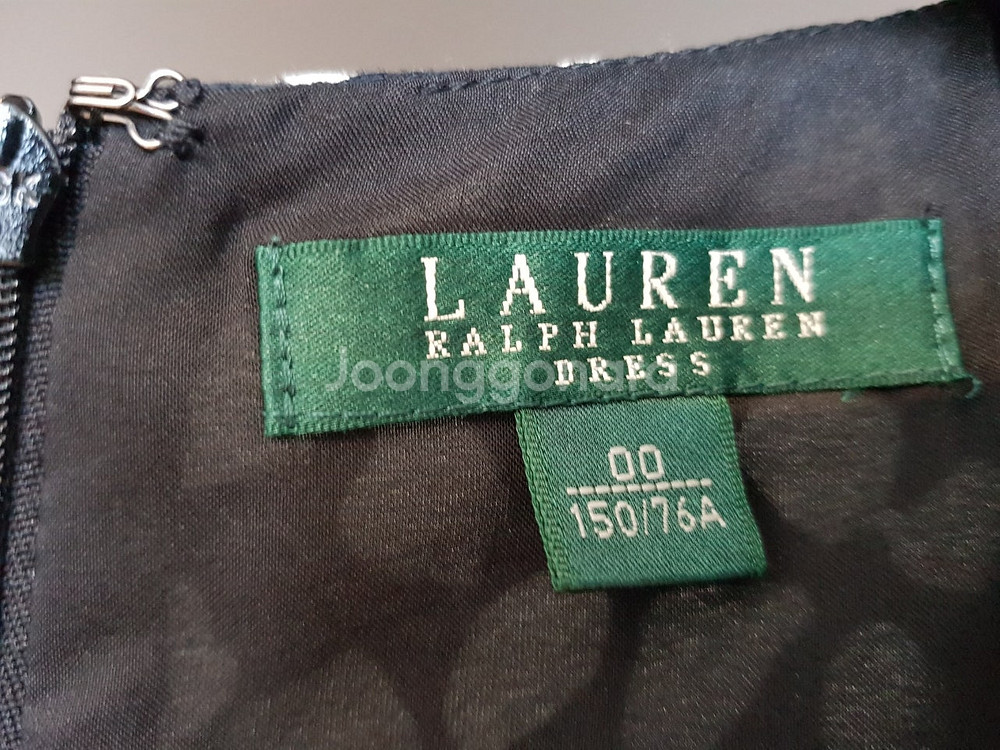 LAUREN
RALPH LAUREN
DRESS
Joonggonara
00
150/76A